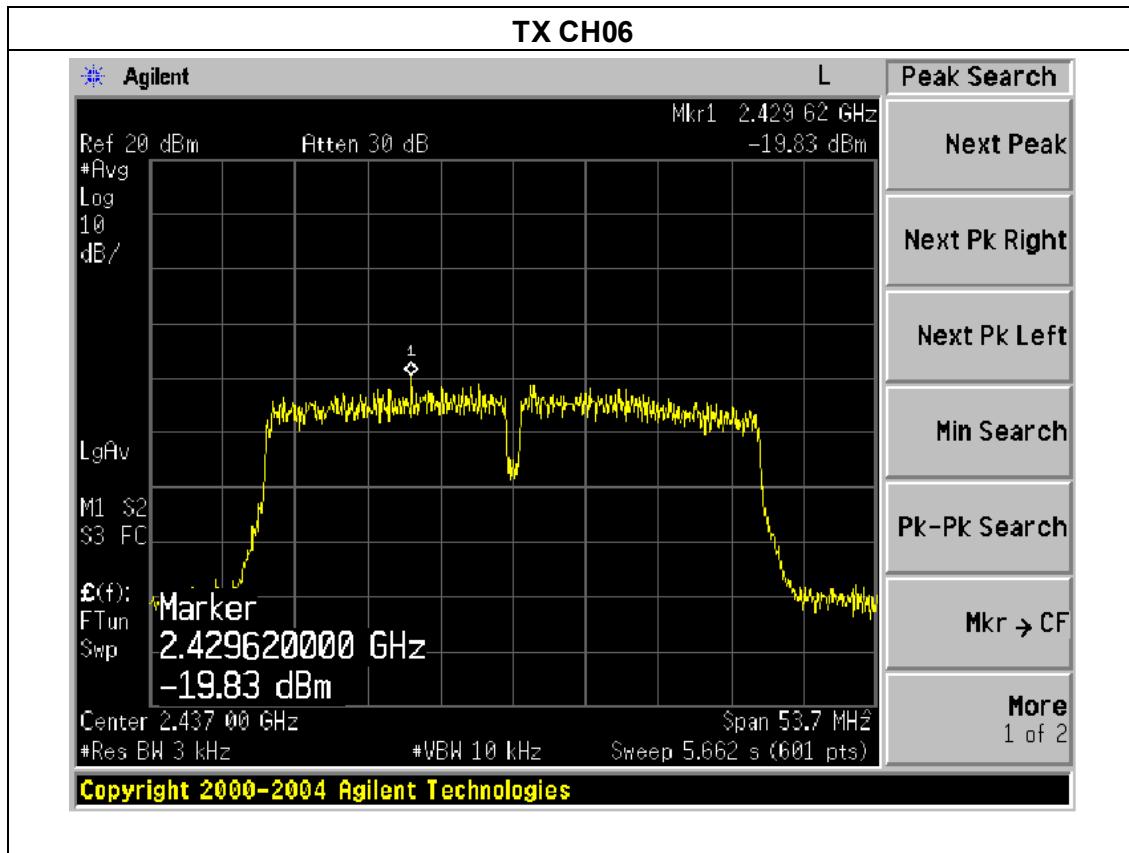 TX CH06
Agilent L Peak Search
Mkr1 2.429 62 GHz
Ref 20 dBm Atten 30 dB -19.83 dBm
#Avg
Log
10
dB/
1
LgAv
M1 S2
S3 FC
£(f):
FTun
Swp
Marker
2.429620000 GHz
-19.83 dBm
Center 2.437 00 GHz Span 53.7 MHz
#Res BW 3 kHz #VBW 10 kHz Sweep 5.662 s (601 pts)
Next Peak
Next Pk Right
Next Pk Left
Min Search
Pk-Pk Search
Mkr → CF
More
1 of 2
Copyright 2000-2004 Agilent Technologies